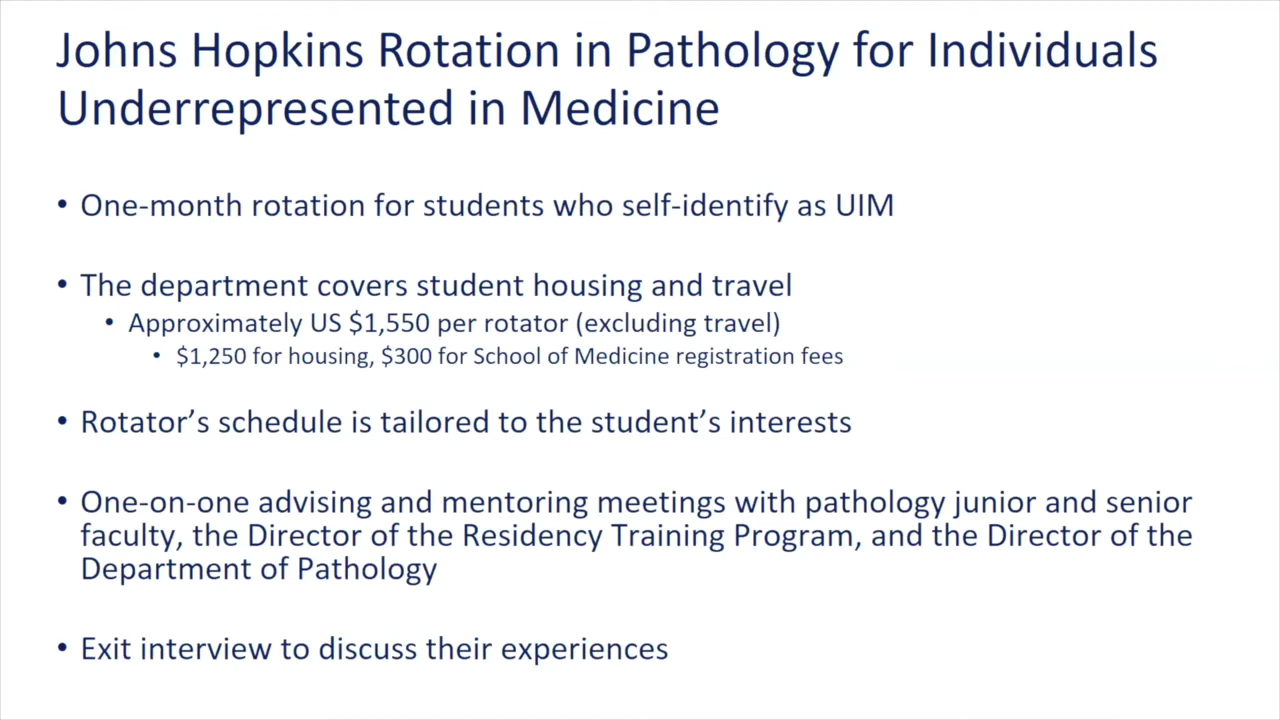 Johns Hopkins Rotation in Pathology for Individuals
Underrepresented in Medicine
• One-month rotation for students who self-identify as UIM
• The department covers student housing and travel
• Approximately US $1,550 per rotator (excluding travel)
• $1,250 for housing, $300 for School of Medicine registration fees
• Rotator’s schedule is tailored to the student’s interests
• One-on-one advising and mentoring meetings with pathology junior and senior
faculty, the Director of the Residency Training Program, and the Director of the
Department of Pathology
• Exit interview to discuss their experiences